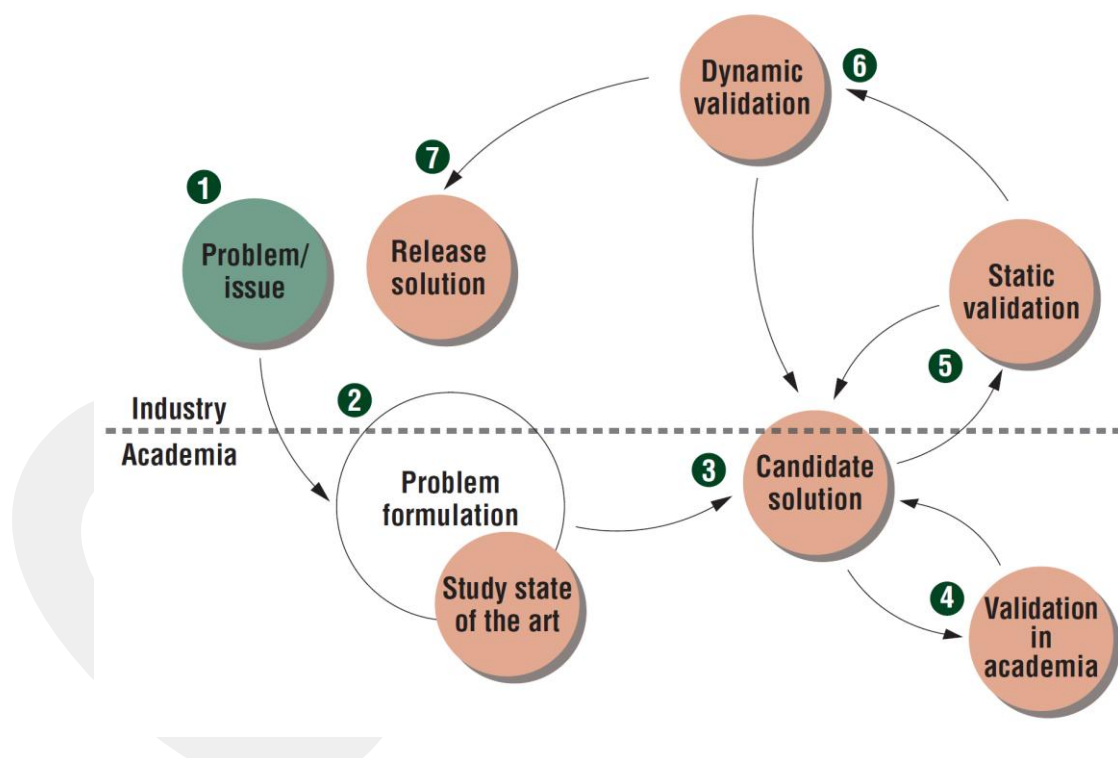 1
Problem/
issue
Industry
Academia
2
Problem
formulation
Study state
of the art
3
Candidate
solution
4
Validation
in
academia
5
Static
validation
6
Dynamic
validation
7
Release
solution